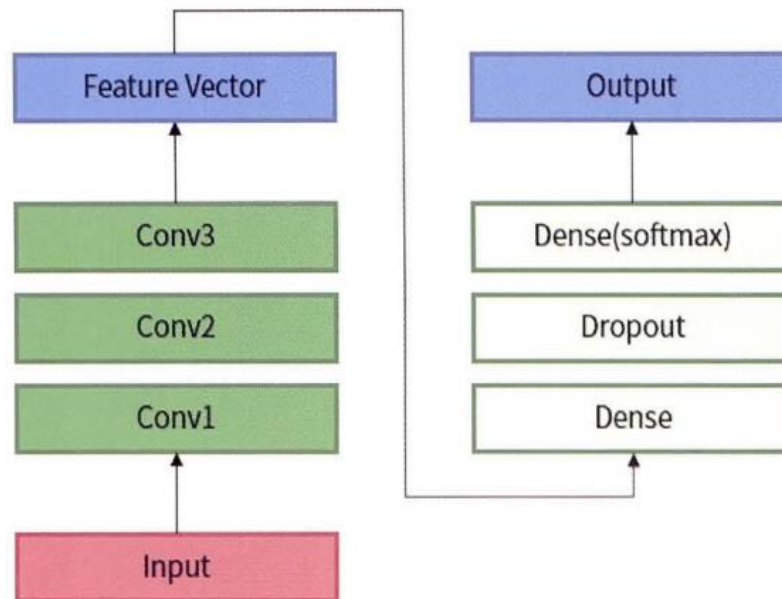 Feature Vector
Output
Conv3
Dense(softmax)
Conv2
Dropout
Conv1
Dense
Input